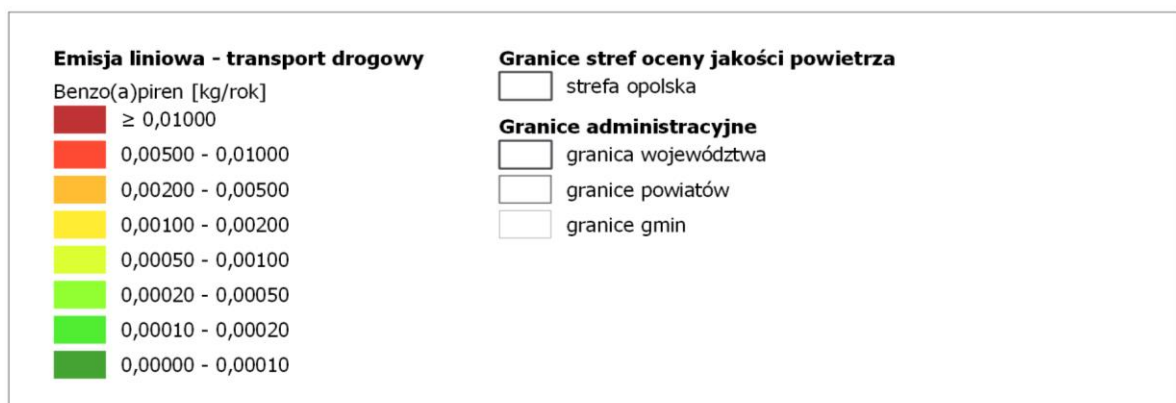 Emisja liniowa - transport drogowy
Benzo(a)piren [kg/rok]
≥ 0,01000
0,00500 - 0,01000
0,00200 - 0,00500
0,00100 - 0,00200
0,00050 - 0,00100
0,00020 - 0,00050
0,00010 - 0,00020
0,00000 - 0,00010
Granice stref oceny jakości powietrza
strefa opolska
Granice administracyjne
granica województwa
granice powiatów
granice gmin